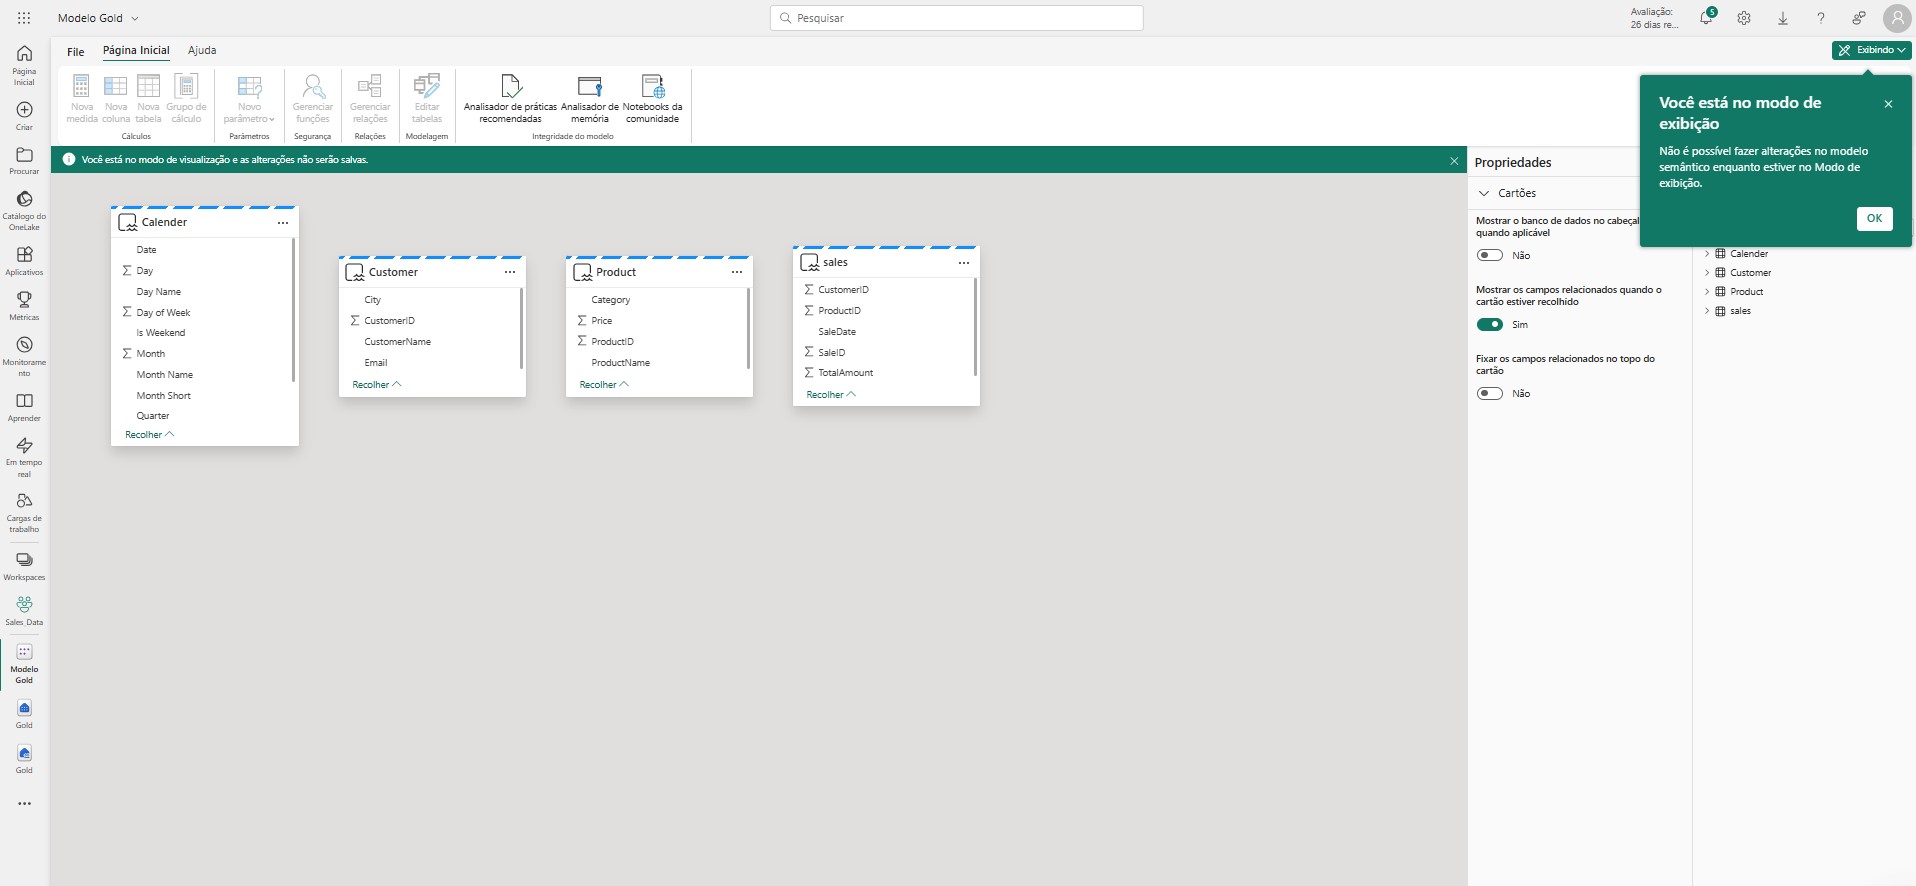 Modelo Gold
Pesquisar
Avaliação:
26 dias re...
5
Página
Inicial
Criar
Procurar
Catálogo do
OneLake
Aplicativos
Métricas
Monitorame
nto
Aprender
Em tempo
real
Cargas de
trabalho
Workspaces
Sales_Data
Modelo
Gold
Gold
Gold
File
Página Inicial
Ajuda
Exibindo
Nova
medida
Nova
coluna
Nova
tabela
Grupo de
cálculo
Cálculos
Novo
parâmetro
Parâmetros
Gerenciar
funções
Segurança
Gerenciar
relações
Relações
Editar
tabelas
Modelagem
Analisador de práticas
recomendadas
Analisador de
memória
Notebooks da
comunidade
Integridade do modelo
Você está no modo de visualização e as alterações não serão salvas.
Calender
Date
Day
Day Name
Day of Week
Is Weekend
Month
Month Name
Month Short
Quarter
Recolher
Customer
City
CustomerID
CustomerName
Email
Recolher
Product
Category
Price
ProductID
ProductName
Recolher
sales
CustomerID
ProductID
SaleDate
SaleID
TotalAmount
Recolher
Propriedades
Cartões
Mostrar o banco de dados no cabeçal
quando aplicável
Não
Mostrar os campos relacionados quando o
cartão estiver recolhido
Sim
Fixar os campos relacionados no topo do
cartão
Não
Você está no modo de
exibição
Não é possível fazer alterações no modelo
semântico enquanto estiver no Modo de
exibição.
OK
Calender
Customer
Product
sales